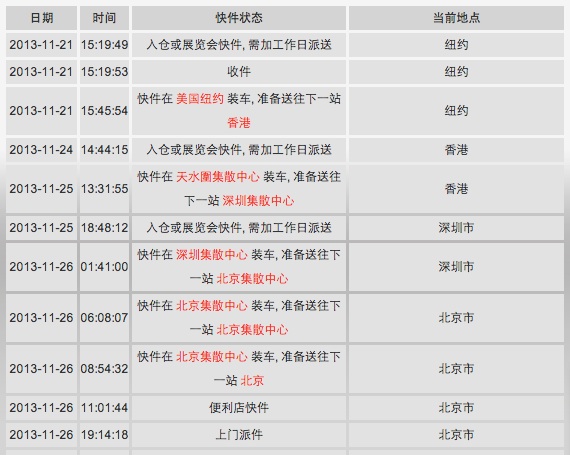 日期 时间 快件状态 当前地点
2013-11-21 15:19:49 入仓或展览会快件, 需加工作日派送 纽约
2013-11-21 15:19:53 收件 纽约
2013-11-21 15:45:54 快件在 美国纽约 装车, 准备送往下一站 纽约
香港
2013-11-24 14:44:15 入仓或展览会快件, 需加工作日派送 香港
2013-11-25 13:31:55 快件在 天水圍集散中心 装车, 准备送往 香港
下一站 深圳集散中心
2013-11-25 18:48:12 入仓或展览会快件, 需加工作日派送 深圳市
2013-11-26 01:41:00 快件在 深圳集散中心 装车, 准备送往下 深圳市
一站 北京集散中心
2013-11-26 06:08:07 快件在 北京集散中心 装车, 准备送往下 北京市
一站 北京集散中心
2013-11-26 08:54:32 快件在 北京集散中心 装车, 准备送往下 北京市
一站 北京
2013-11-26 11:01:44 便利店快件 北京市
2013-11-26 19:14:18 上门派件 北京市